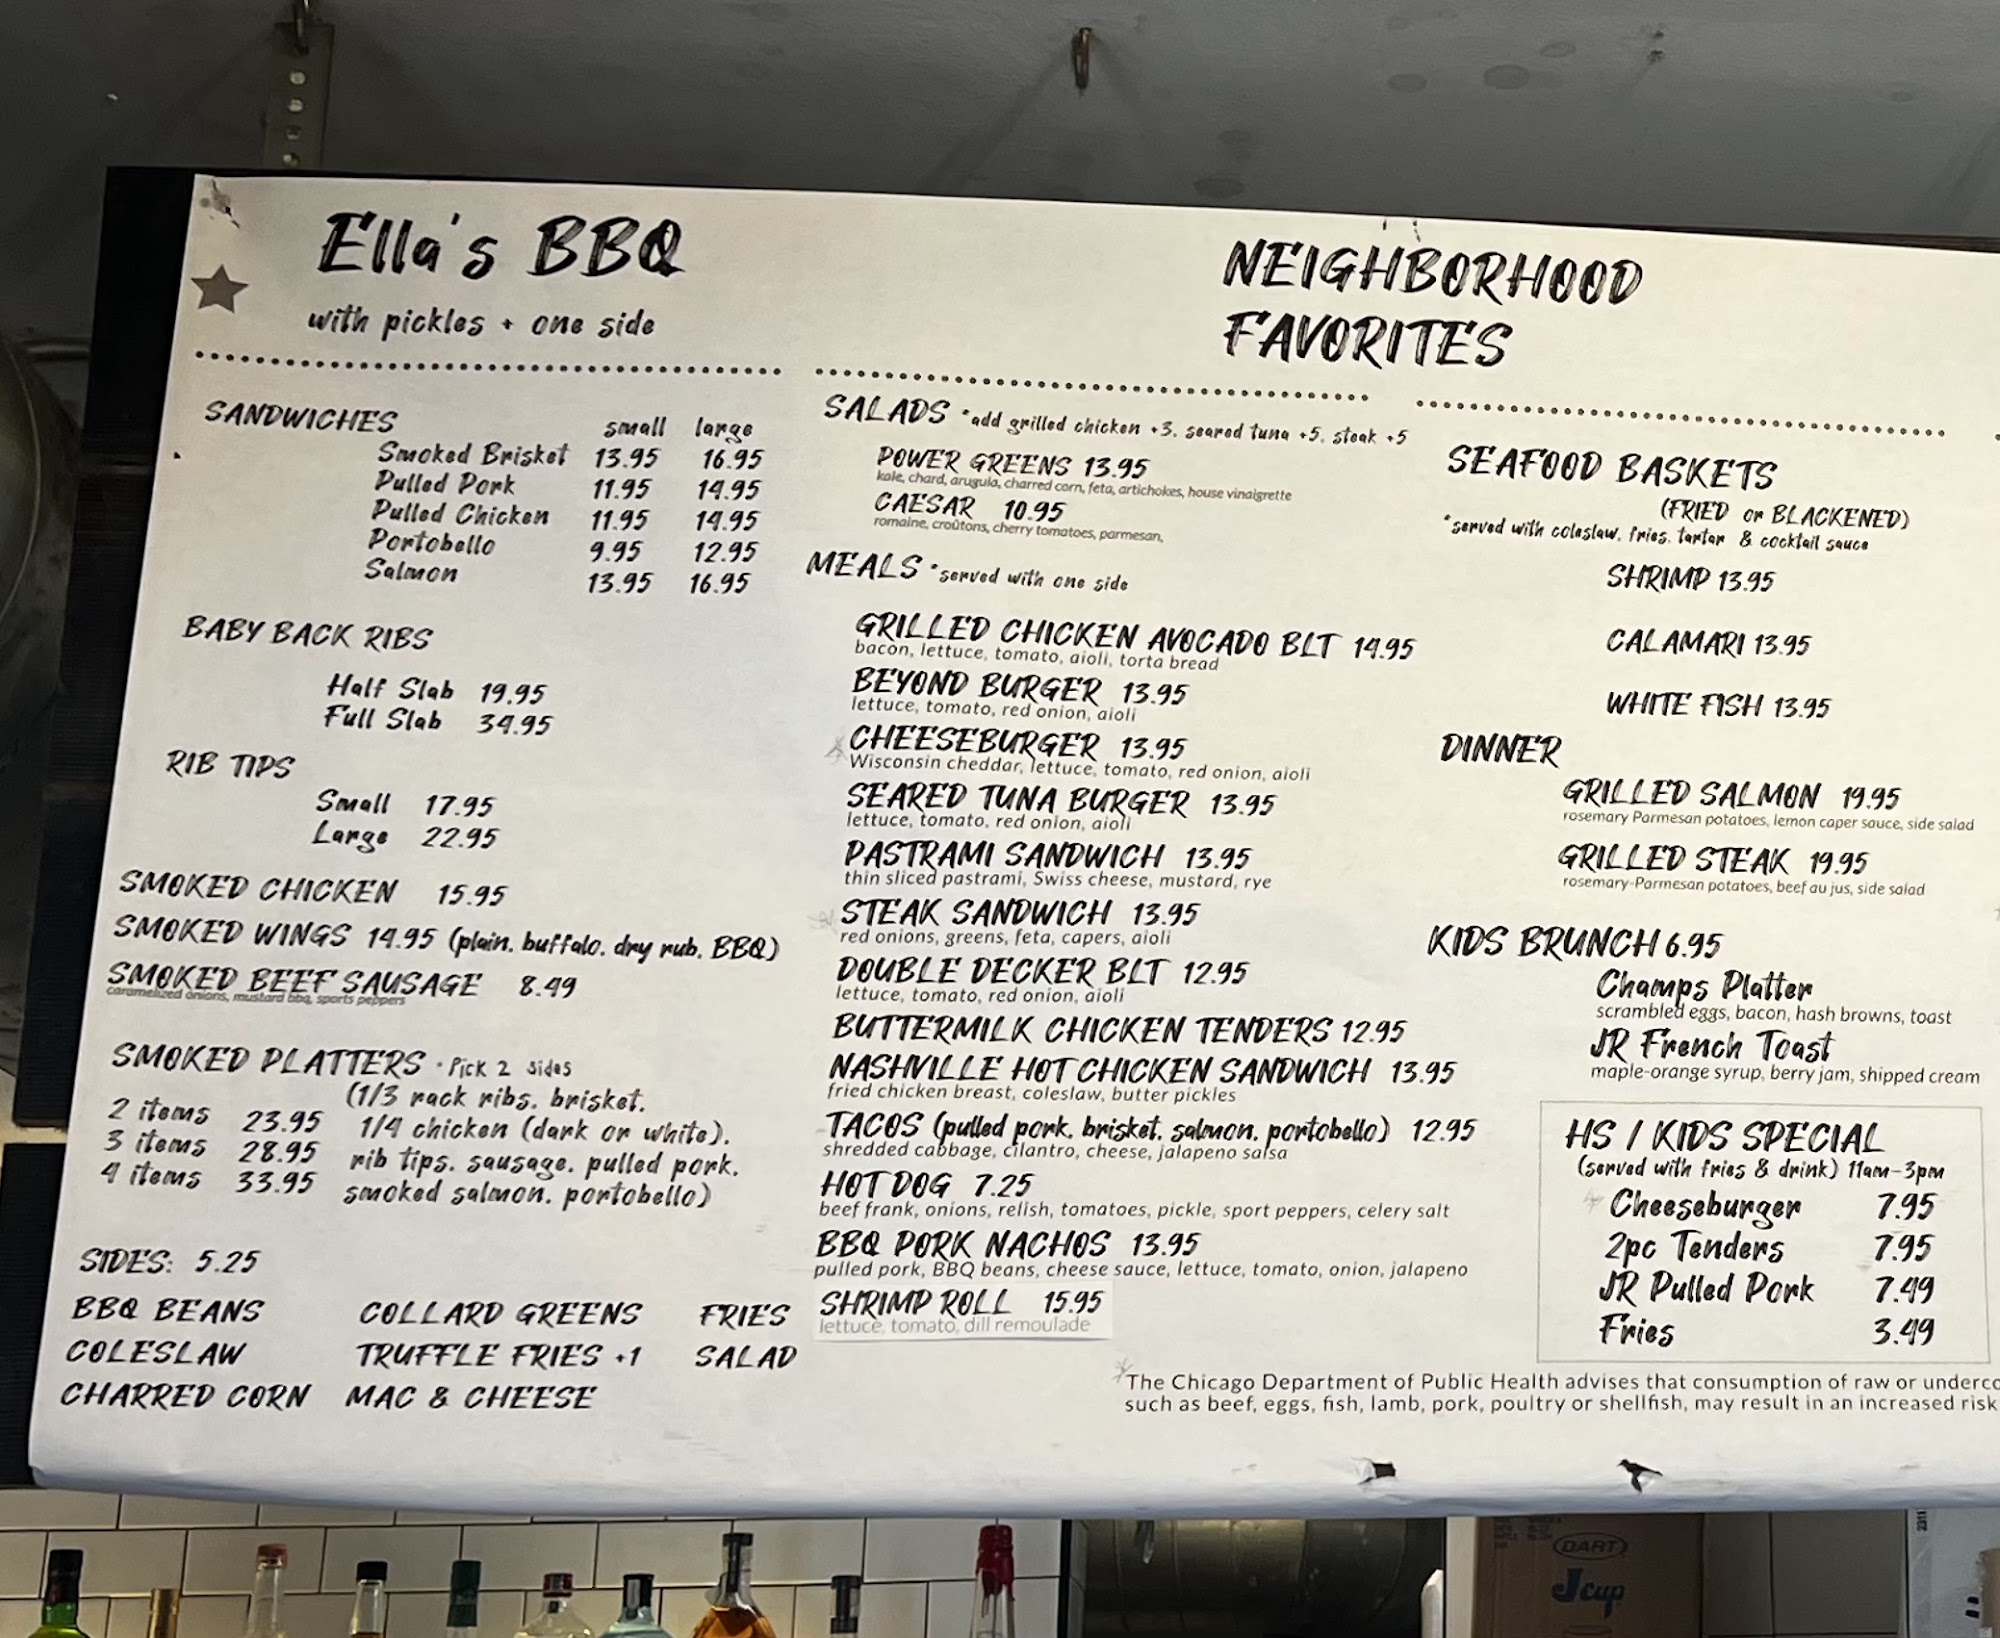 Ella's BBQ
with pickles + one side
SANDWICHES small large
Smoked Brisket 13.95 16.95
Pulled Pork 11.95 14.95
Pulled Chicken 11.95 14.95
Portobello 9.95 12.95
Salmon 13.95 16.95
BABY BACK RIBS
Half Slab 19.95
Full Slab 34.95
RIB TIPS
Small 17.95
Large 22.95
SMOKED CHICKEN 15.95
SMOKED WINGS 14.95 (plain, buffalo, dry rub, BBQ)
SMOKED BEEF SAUSAGE 8.49
caramelized onions, mustard bbq, sports peppers
SMOKED PLATTERS · Pick 2 sides
(1/3 rack ribs, brisket,
2 items 23.95 1/4 chicken (dark or white),
3 items 28.95 rib tips, sausage, pulled pork,
4 items 33.95 smoked salmon, portobello)
SIDES: 5.25
BBQ BEANS COLLARD GREENS FRIES
COLESLAW TRUFFLE FRIES +1 SALAD
CHARRED CORN MAC & CHEESE
NEIGHBORHOOD
FAVORITES
SALADS *add grilled chicken +3, seared tuna +5, steak +5
POWER GREENS 13.95
kale, chard, arugula, charred corn, feta, artichokes, house vinaigrette
CAESAR 10.95
romaine, croûtons, cherry tomatoes, parmesan,
MEALS *served with one side
GRILLED CHICKEN AVOCADO BLT 14.95
bacon, lettuce, tomato, aioli, torta bread
BEYOND BURGER 13.95
lettuce, tomato, red onion, aioli
CHEESEBURGER 13.95
Wisconsin cheddar, lettuce, tomato, red onion, aioli
SEARED TUNA BURGER 13.95
lettuce, tomato, red onion, aioli
PASTRAMI SANDWICH 13.95
thin sliced pastrami, Swiss cheese, mustard, rye
STEAK SANDWICH 13.95
red onions, greens, feta, capers, aioli
DOUBLE DECKER BLT 12.95
lettuce, tomato, red onion, aioli
BUTTERMILK CHICKEN TENDERS 12.95
NASHVILLE HOT CHICKEN SANDWICH 13.95
fried chicken breast, coleslaw, butter pickles
TACOS (pulled pork, brisket, salmon, portobello) 12.95
shredded cabbage, cilantro, cheese, jalapeno salsa
HOT DOG 7.25
beef frank, onions, relish, tomatoes, pickle, sport peppers, celery salt
BBQ PORK NACHOS 13.95
pulled pork, BBQ beans, cheese sauce, lettuce, tomato, onion, jalapeno
SHRIMP ROLL 15.95
lettuce, tomato, dill remoulade
SEAFOOD BASKETS
(FRIED or BLACKENED)
*served with coleslaw, fries, tartar & cocktail sauce
SHRIMP 13.95
CALAMARI 13.95
WHITE FISH 13.95
DINNER
GRILLED SALMON 19.95
rosemary Parmesan potatoes, lemon caper sauce, side salad
GRILLED STEAK 19.95
rosemary-Parmesan potatoes, beef au jus, side salad
KIDS BRUNCH 6.95
Champs Platter
scrambled eggs, bacon, hash browns, toast
JR French Toast
maple-orange syrup, berry jam, shipped cream
HS / KIDS SPECIAL
(served with fries & drink) 11am-3pm
Cheeseburger 7.95
2pc Tenders 7.95
JR Pulled Pork 7.49
Fries 3.49
*The Chicago Department of Public Health advises that consumption of raw or underco
such as beef, eggs, fish, lamb, pork, poultry or shellfish, may result in an increased risk
DART
J cup
2311